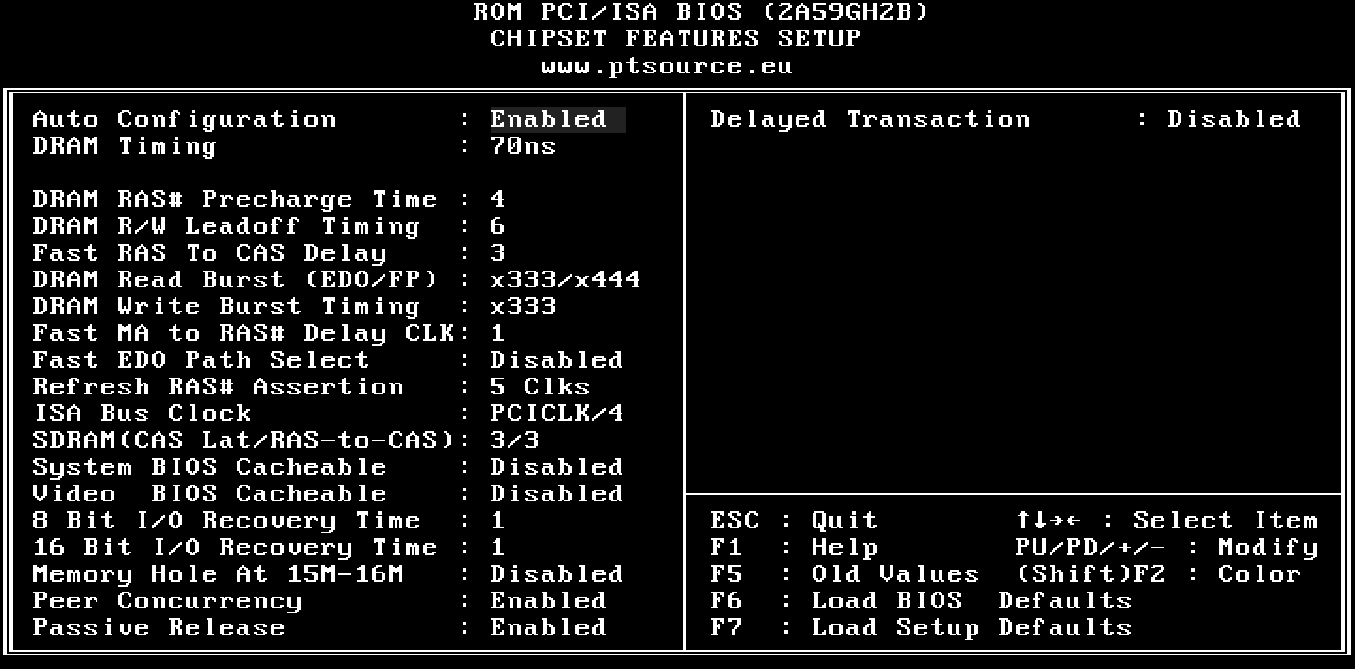 ROM PCI/ISA BIOS (2A59GH2B)
CHIPSET FEATURES SETUP
www.ptsource.eu
Auto Configuration : Enabled
DRAM Timing : 70ns
DRAM RAS# Precharge Time : 4
DRAM R/W Leadoff Timing : 6
Fast RAS To CAS Delay : 3
DRAM Read Burst (EDO/FP) : x333/x444
DRAM Write Burst Timing : x333
Fast MA to RAS# Delay CLK: 1
Fast EDO Path Select : Disabled
Refresh RAS# Assertion : 5 Clks
ISA Bus Clock : PCICLK/4
SDRAM(CAS Lat/RAS-to-CAS): 3/3
System BIOS Cacheable : Disabled
Video BIOS Cacheable : Disabled
8 Bit I/O Recovery Time : 1
16 Bit I/O Recovery Time : 1
Memory Hole At 15M-16M : Disabled
Peer Concurrency : Enabled
Passive Release : Enabled
Delayed Transaction : Disabled
ESC : Quit ↑↓→← : Select Item
F1 : Help PU/PD/+/- : Modify
F5 : Old Values (Shift)F2 : Color
F6 : Load BIOS Defaults
F7 : Load Setup Defaults